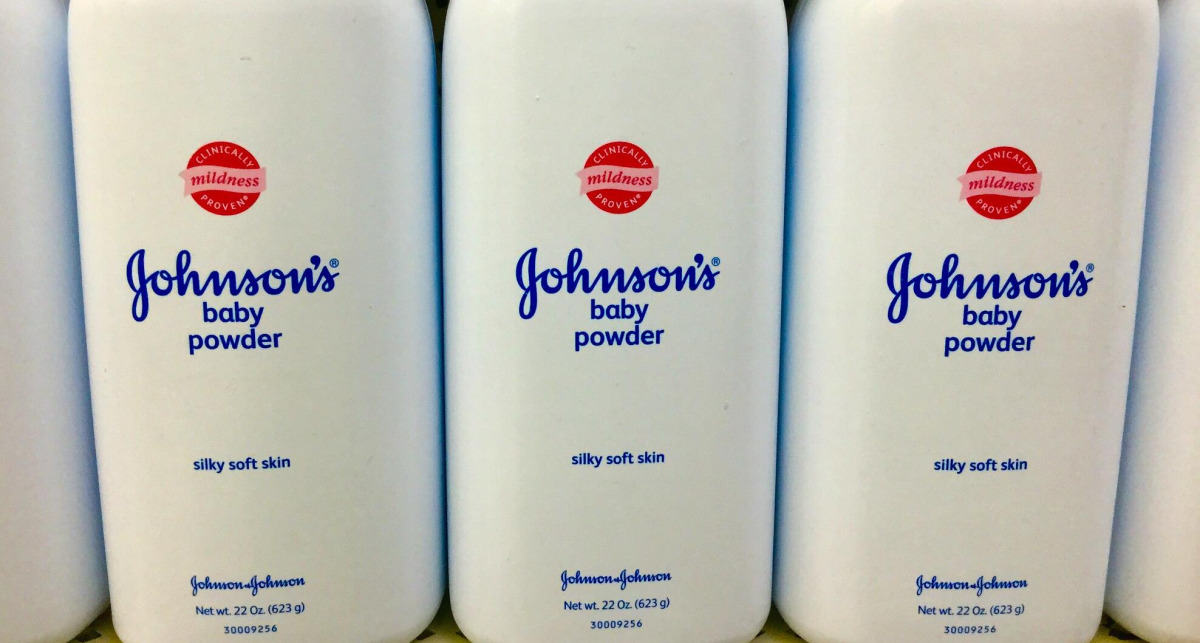 CLINICALLY
mildness
PROVEN®
Johnson's®
baby
powder
silky soft skin
Johnson & Johnson
Net wt. 22 Oz. (623 g)
30009256
CLINICALLY
mildness
PROVEN®
Johnson's®
baby
powder
silky soft skin
Johnson & Johnson
Net wt. 22 Oz. (623 g)
30009256
CLINICALLY
mildness
PROVEN®
Johnson's®
baby
powder
silky soft skin
Johnson & Johnson
Net wt. 22 Oz. (623 g)
30009256